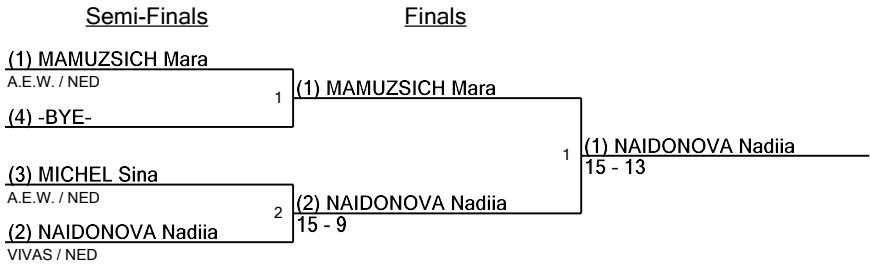 Semi-Finals
Finals
(1) MAMUZSICH Mara
A.E.W. / NED
1
(1) MAMUZSICH Mara
(4) -BYE-
1
(1) NAIDONOVA Nadiia
15 - 13
(3) MICHEL Sina
A.E.W. / NED
2
(2) NAIDONOVA Nadiia
15 - 9
(2) NAIDONOVA Nadiia
VIVAS / NED